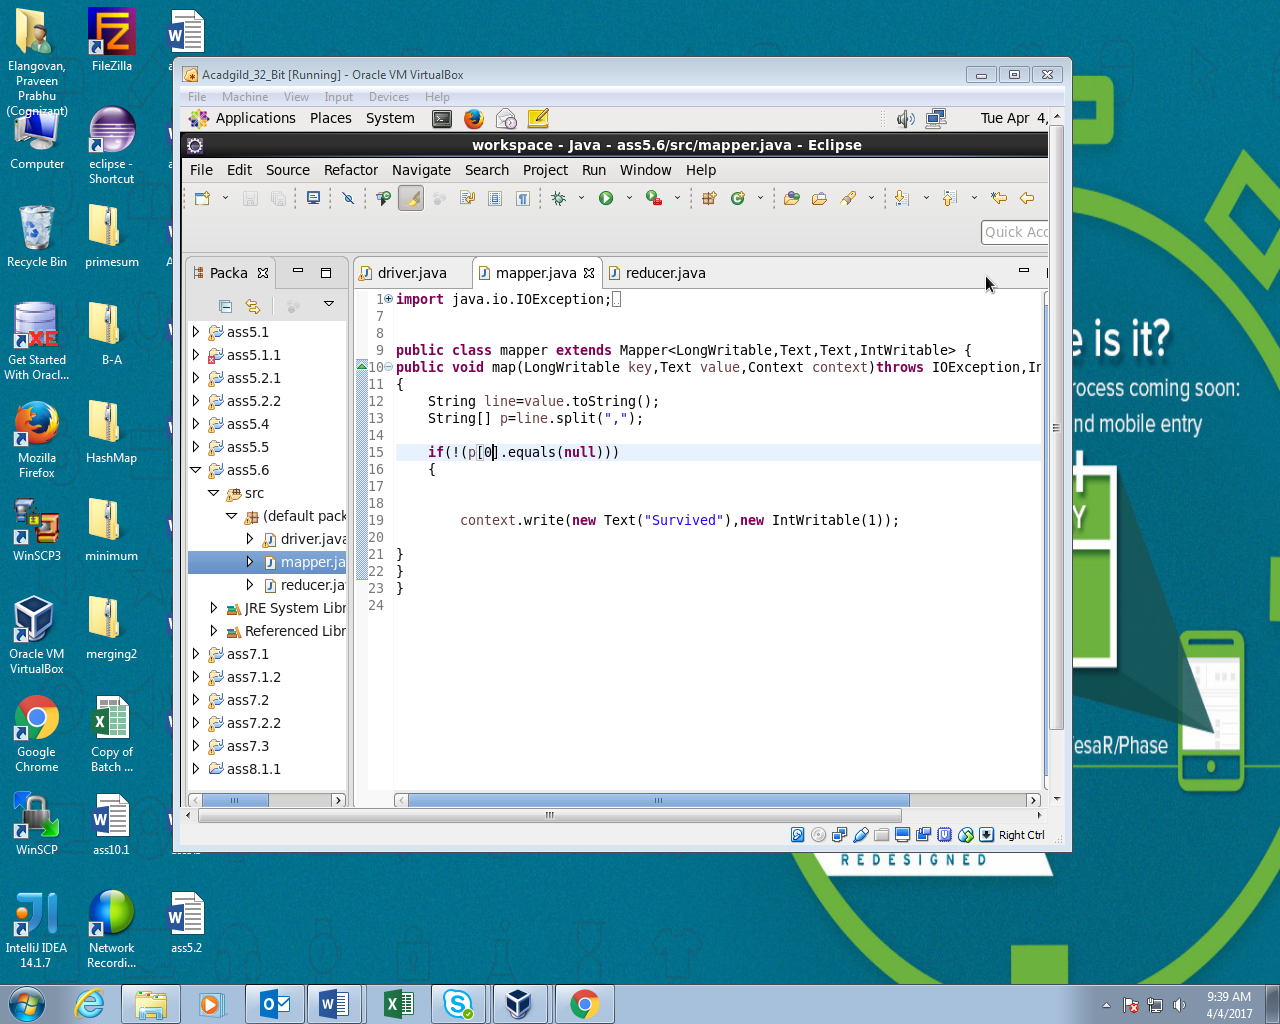 Elangovan,
Praveen
Prabhu
(Cognizant)
FileZilla
Computer
eclipse -
Shortcut
Recycle Bin
primesum
Get Started
With Oracl...
B-A
Mozilla
Firefox
HashMap
WinSCP3
minimum
Oracle VM
VirtualBox
merging2
Google
Chrome
Copy of
Batch ...
WinSCP
ass10.1
IntelliJ IDEA
14.1.7
Network
Recordi...
ass5.2
Acadgild_32_Bit [Running] - Oracle VM VirtualBox
File Machine View Input Devices Help
Applications Places System Tue Apr 4,
workspace - Java - ass5.6/src/mapper.java - Eclipse
File Edit Source Refactor Navigate Search Project Run Window Help
Quick Acc
Packa
driver.java mapper.java reducer.java
ass5.1
ass5.1.1
ass5.2.1
ass5.2.2
ass5.4
ass5.5
ass5.6
src
(default pack
driver.java
mapper.ja
reducer.ja
JRE System Libr
Referenced Libr
ass7.1
ass7.1.2
ass7.2
ass7.2.2
ass7.3
ass8.1.1
1 import java.io.IOException;
7
8
9 public class mapper extends Mapper<LongWritable,Text,Text,IntWritable> {
10 public void map(LongWritable key,Text value,Context context)throws IOException,In
11 {
12 String line=value.toString();
13 String[] p=line.split(",");
14
15 if(!(p[0].equals(null)))
16 {
17
18
19 context.write(new Text("Survived"),new IntWritable(1));
20
21 }
22 }
23 }
24
Right Ctrl
e is it?
process coming soon:
nd mobile entry
Y
esaR/Phase
REDESIGNED
9:39 AM
4/4/2017